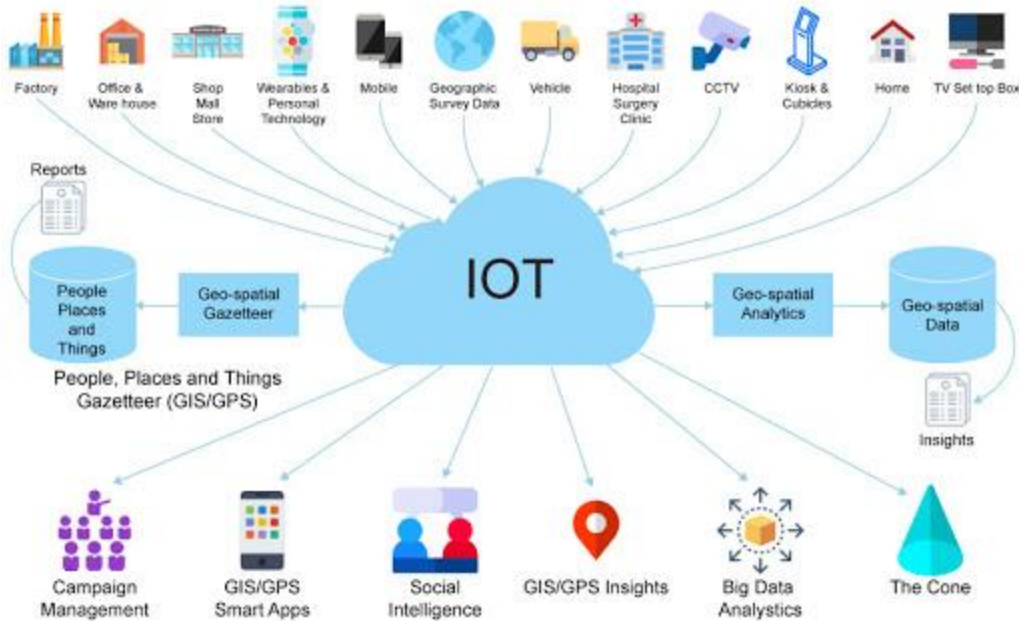 Factory
Office &
Ware house
Shop
Mall
Store
Wearables &
Personal
Technology
Mobile
Geographic
Survey Data
Vehicle
Hospital
Surgery
Clinic
CCTV
Kiosk &
Cubicles
Home
TV Set top Box
Reports
IOT
People
Places
and
Things
Geo-spatial
Gazetteer
Geo-spatial
Analytics
Geo-spatial
Data
People, Places and Things
Gazetteer (GIS/GPS)
Insights
Campaign
Management
GIS/GPS
Smart Apps
Social
Intelligence
GIS/GPS Insights
Big Data
Analystics
The Cone